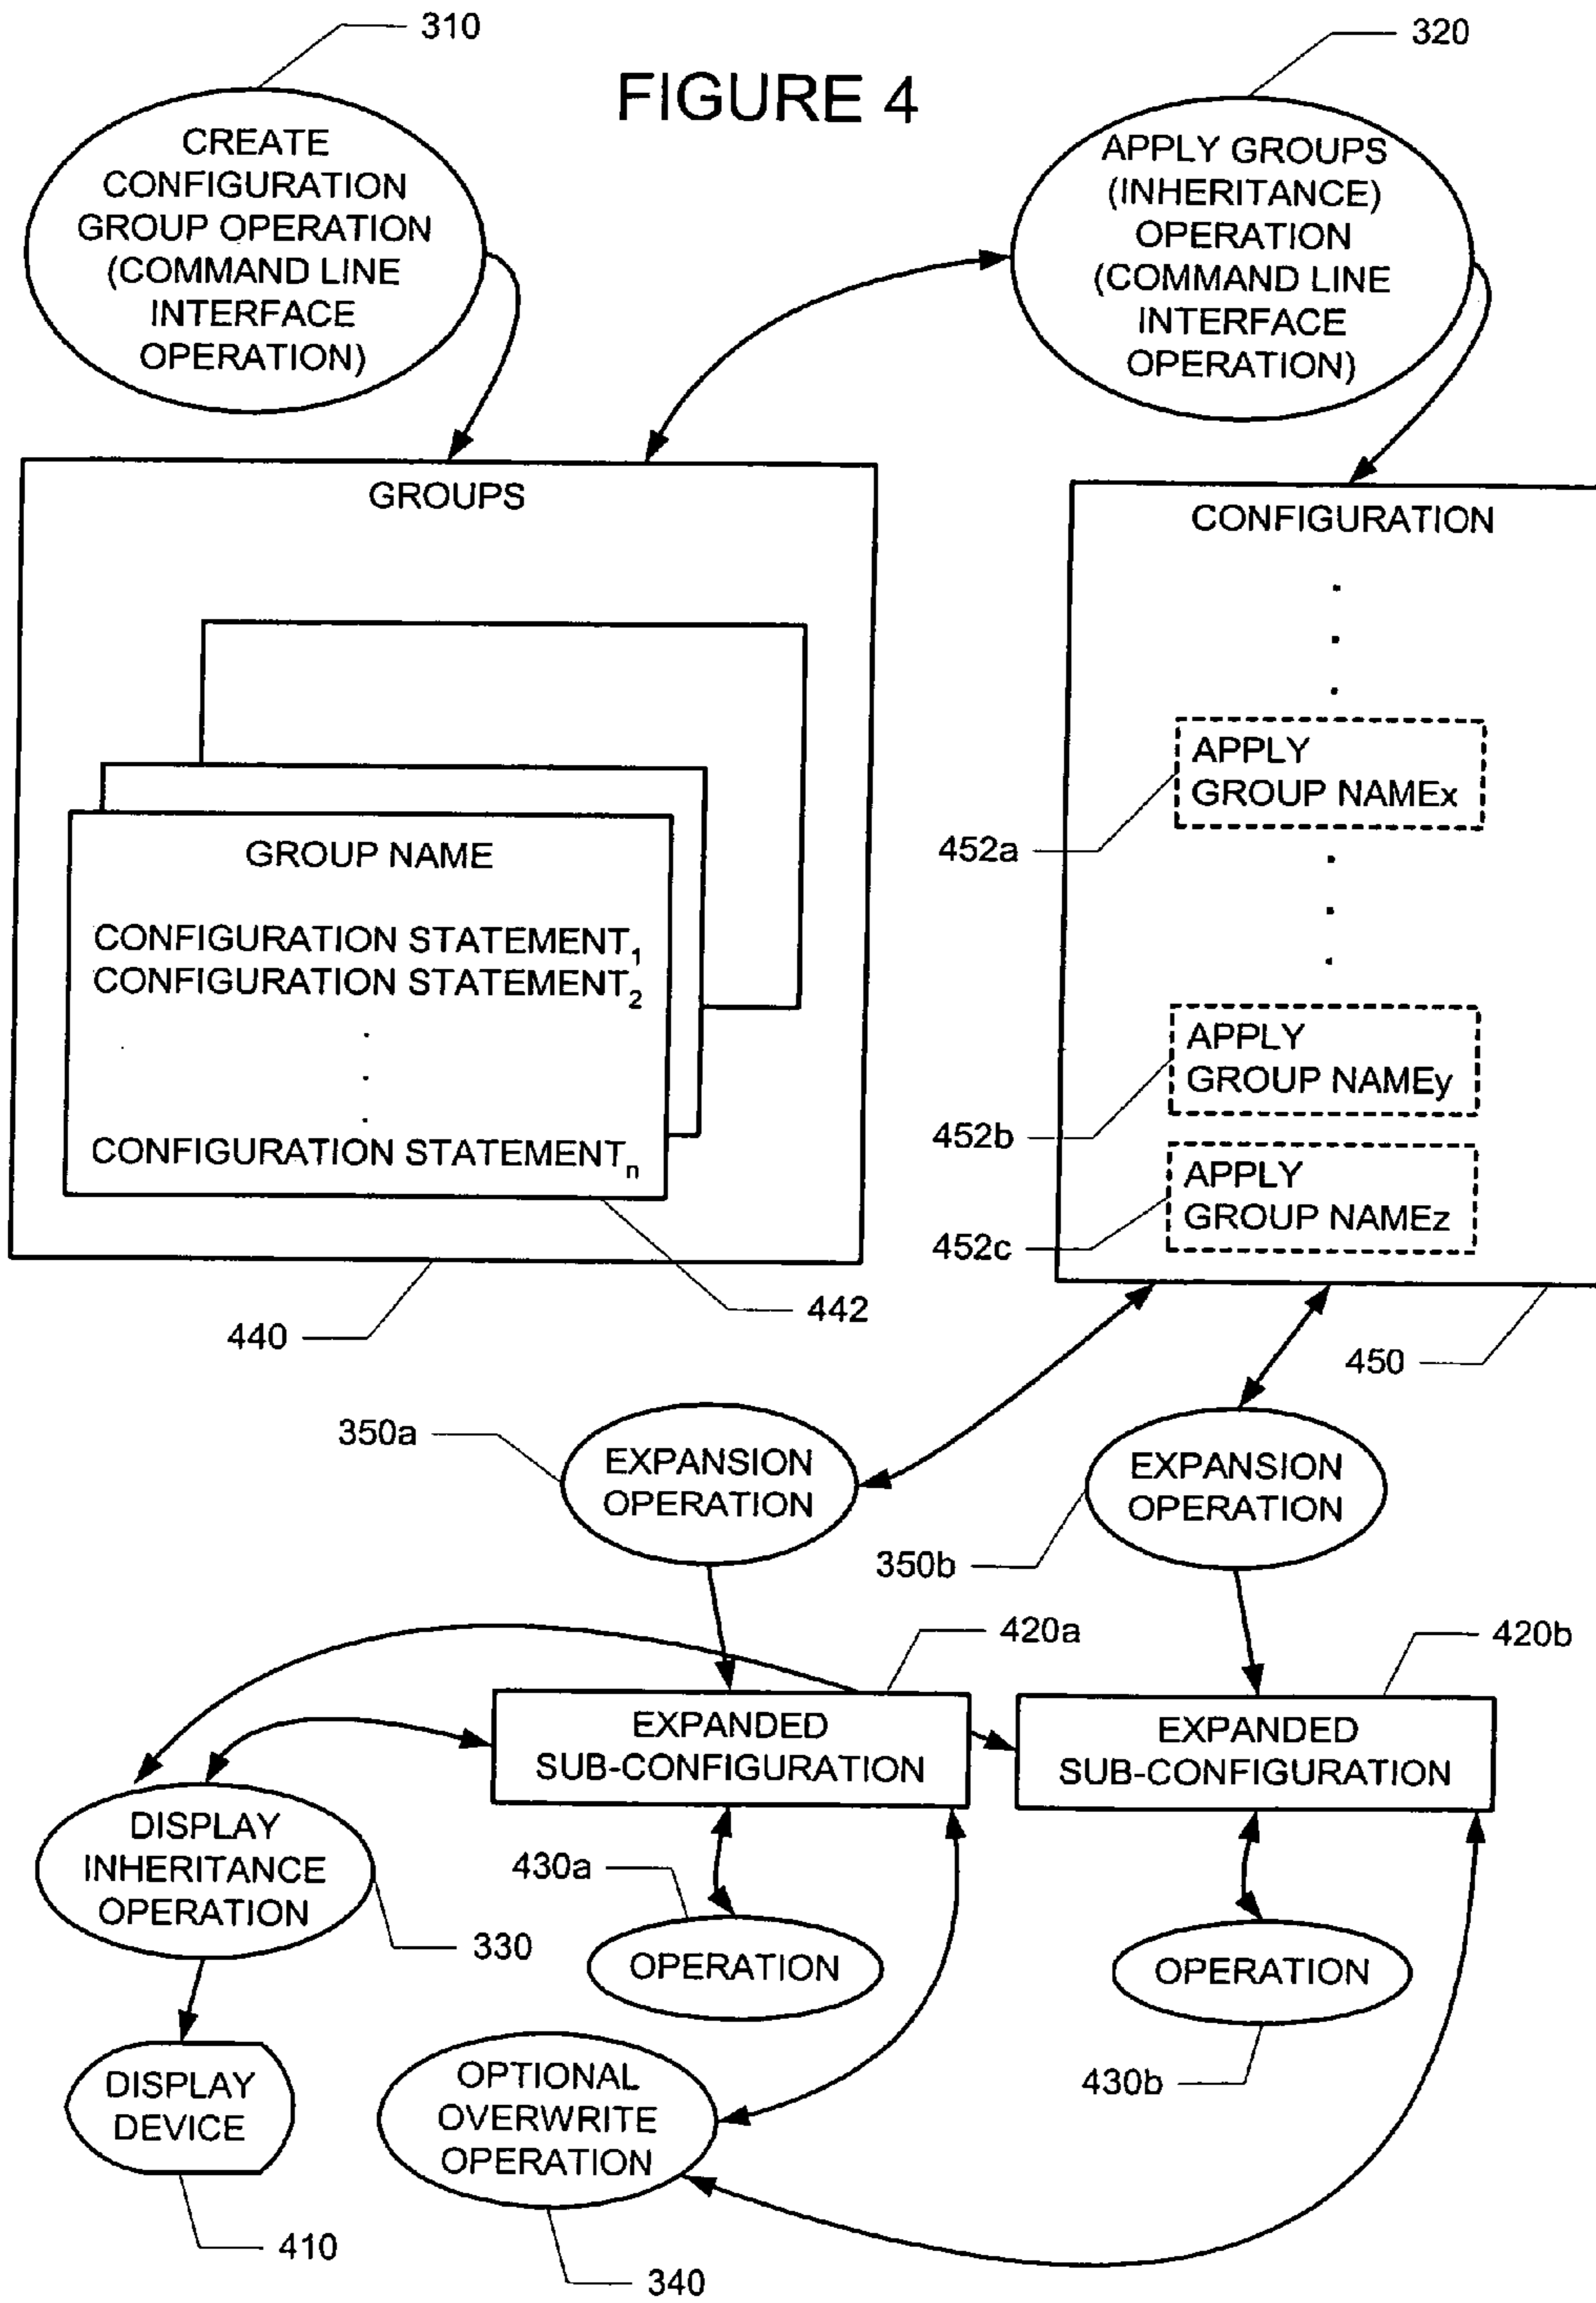 310
320
FIGURE 4
CREATE
CONFIGURATION
GROUP OPERATION
(COMMAND LINE
INTERFACE
OPERATION)
APPLY GROUPS
(INHERITANCE)
OPERATION
(COMMAND LINE
INTERFACE
OPERATION)
GROUPS
GROUP NAME
CONFIGURATION STATEMENT1
CONFIGURATION STATEMENT2
.
.
.
CONFIGURATION STATEMENTn
442
440
CONFIGURATION
.
.
.
APPLY
GROUP NAMEx
452a
.
.
.
APPLY
GROUP NAMEy
452b
APPLY
GROUP NAMEz
452c
450
350a
EXPANSION
OPERATION
EXPANSION
OPERATION
350b
420a
420b
EXPANDED
SUB-CONFIGURATION
EXPANDED
SUB-CONFIGURATION
DISPLAY
INHERITANCE
OPERATION
330
430a
OPERATION
OPERATION
430b
DISPLAY
DEVICE
410
OPTIONAL
OVERWRITE
OPERATION
340